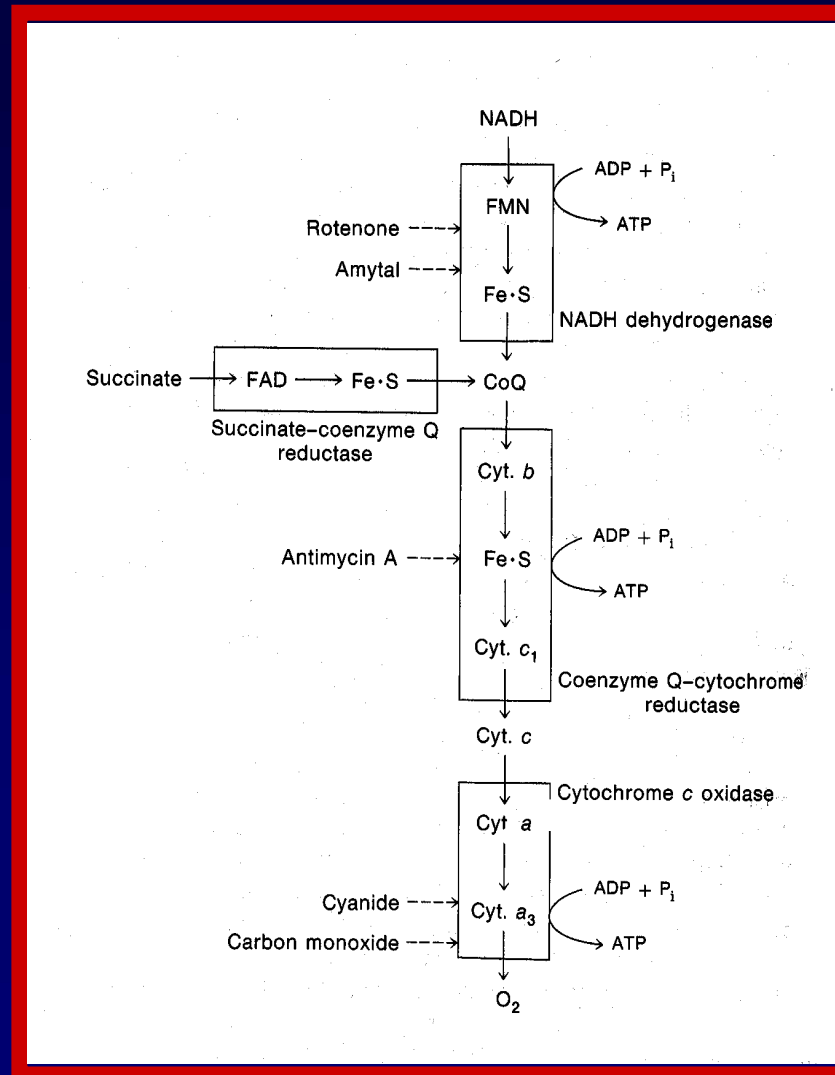 NADH
ADP + Pi
FMN
ATP
Rotenone
Amytal
Fe·S
NADH dehydrogenase
Succinate
FAD
Fe·S
CoQ
Succinate–coenzyme Q
reductase
Cyt. b
ADP + Pi
Antimycin A
Fe·S
ATP
Cyt. c1
Coenzyme Q–cytochrome
reductase
Cyt. c
Cytochrome c oxidase
Cyt a
ADP + Pi
Cyanide
Cyt. a3
Carbon monoxide
ATP
O2